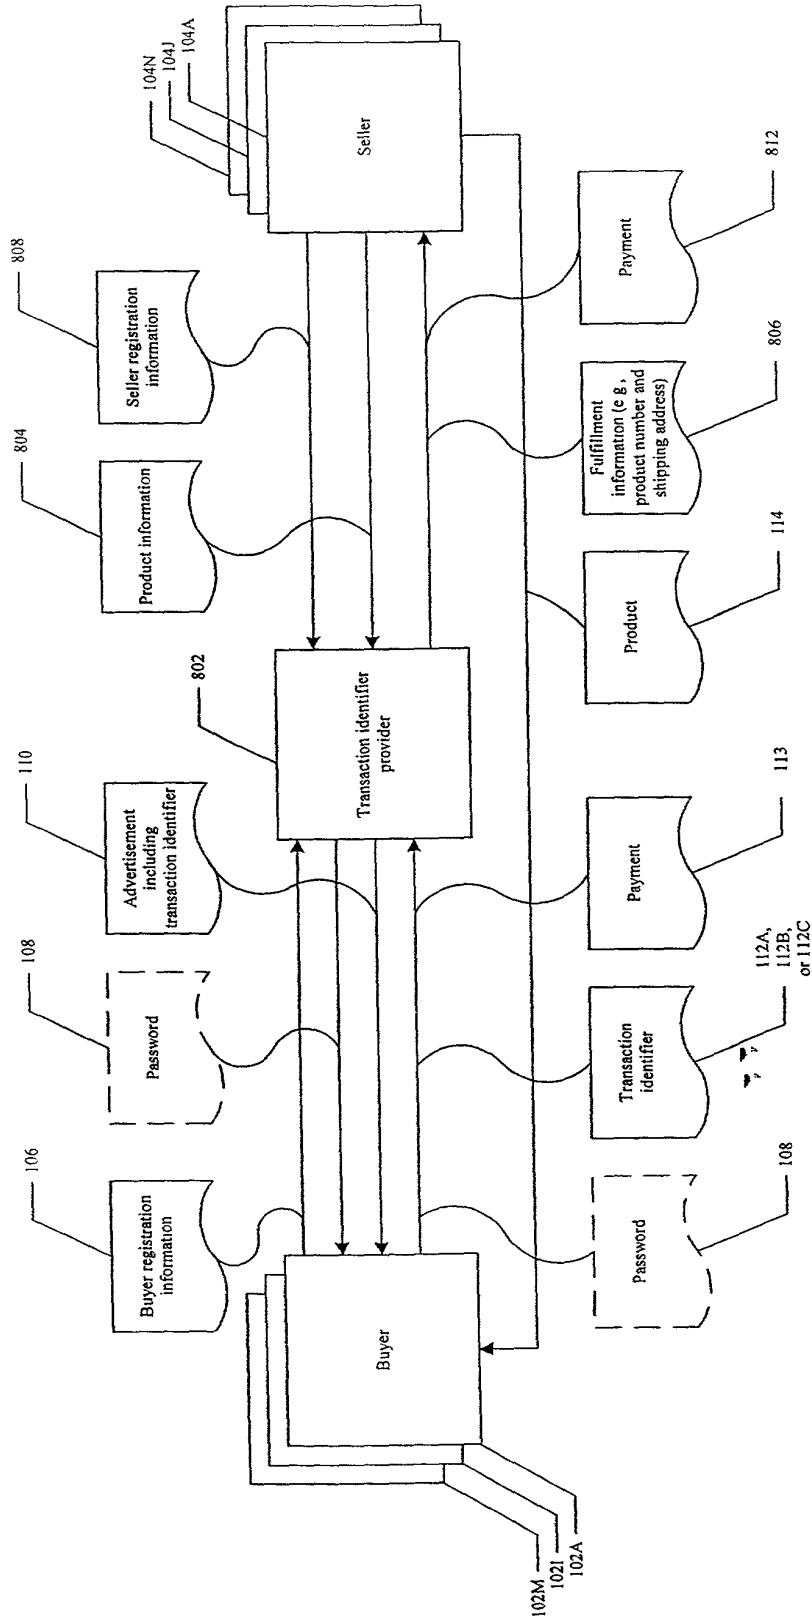 106
Buyer registration
information
108
Password
110
Advertisement
including
transaction identifier
804
Product information
808
Seller registration
information
104N
104J
104A
802
Buyer
Transaction identifier
provider
Seller
102M
102I
102A
Password
108
Transaction
identifier
112A,
112B,
or 112C
Payment
113
Product
114
Fulfillment
information (e g ,
product number and
shipping address)
806
Payment
812